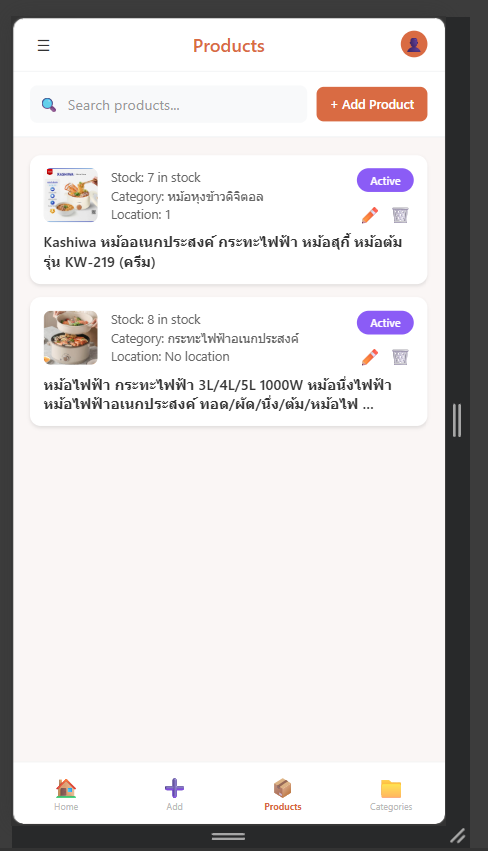 Products
Search products...
+ Add Product
KASHIWA
Stock: 7 in stock
Active
Category: หม้อหุงข้าวดิจิตอล
Location: 1
Kashiwa หม้ออเนกประสงค์ กระทะไฟฟ้า หม้อสุกี้ หม้อต้ม
รุ่น KW-219 (ครีม)
Stock: 8 in stock
Active
Category: กระทะไฟฟ้าอเนกประสงค์
Location: No location
หม้อไฟฟ้า กระทะไฟฟ้า 3L/4L/5L 1000W หม้อนึ่งไฟฟ้า
หม้อไฟฟ้าอเนกประสงค์ ทอด/ผัด/นึ่ง/ต้ม/หม้อไฟ ...
Home
Add
Products
Categories